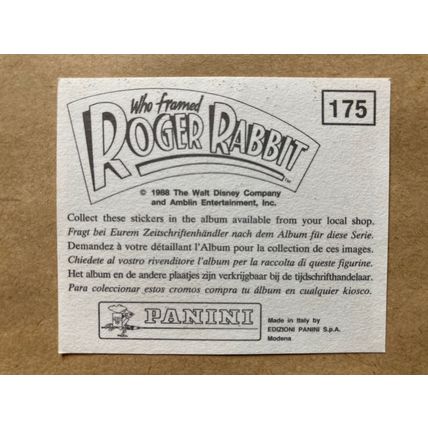 Who Framed
ROGER RABBIT™
175
© 1988 The Walt Disney Company
and Amblin Entertainment, Inc.
Collect these stickers in the album available from your local shop.
Fragt bei Eurem Zeitschriftenhändler nach dem Album für diese Serie.
Demandez à votre détaillant l'Album pour la collection de ces images.
Chiedete al vostro rivenditore l'album per la raccolta di queste figurine.
Het album en de andere plaatjes zijn verkrijgbaar bij de tijdschrifthandelaar.
Para coleccionar estos cromos compra tu álbum en cualquier kiosco.
PANINI
Made in Italy by
EDIZIONI PANINI S.p.A.
Modena